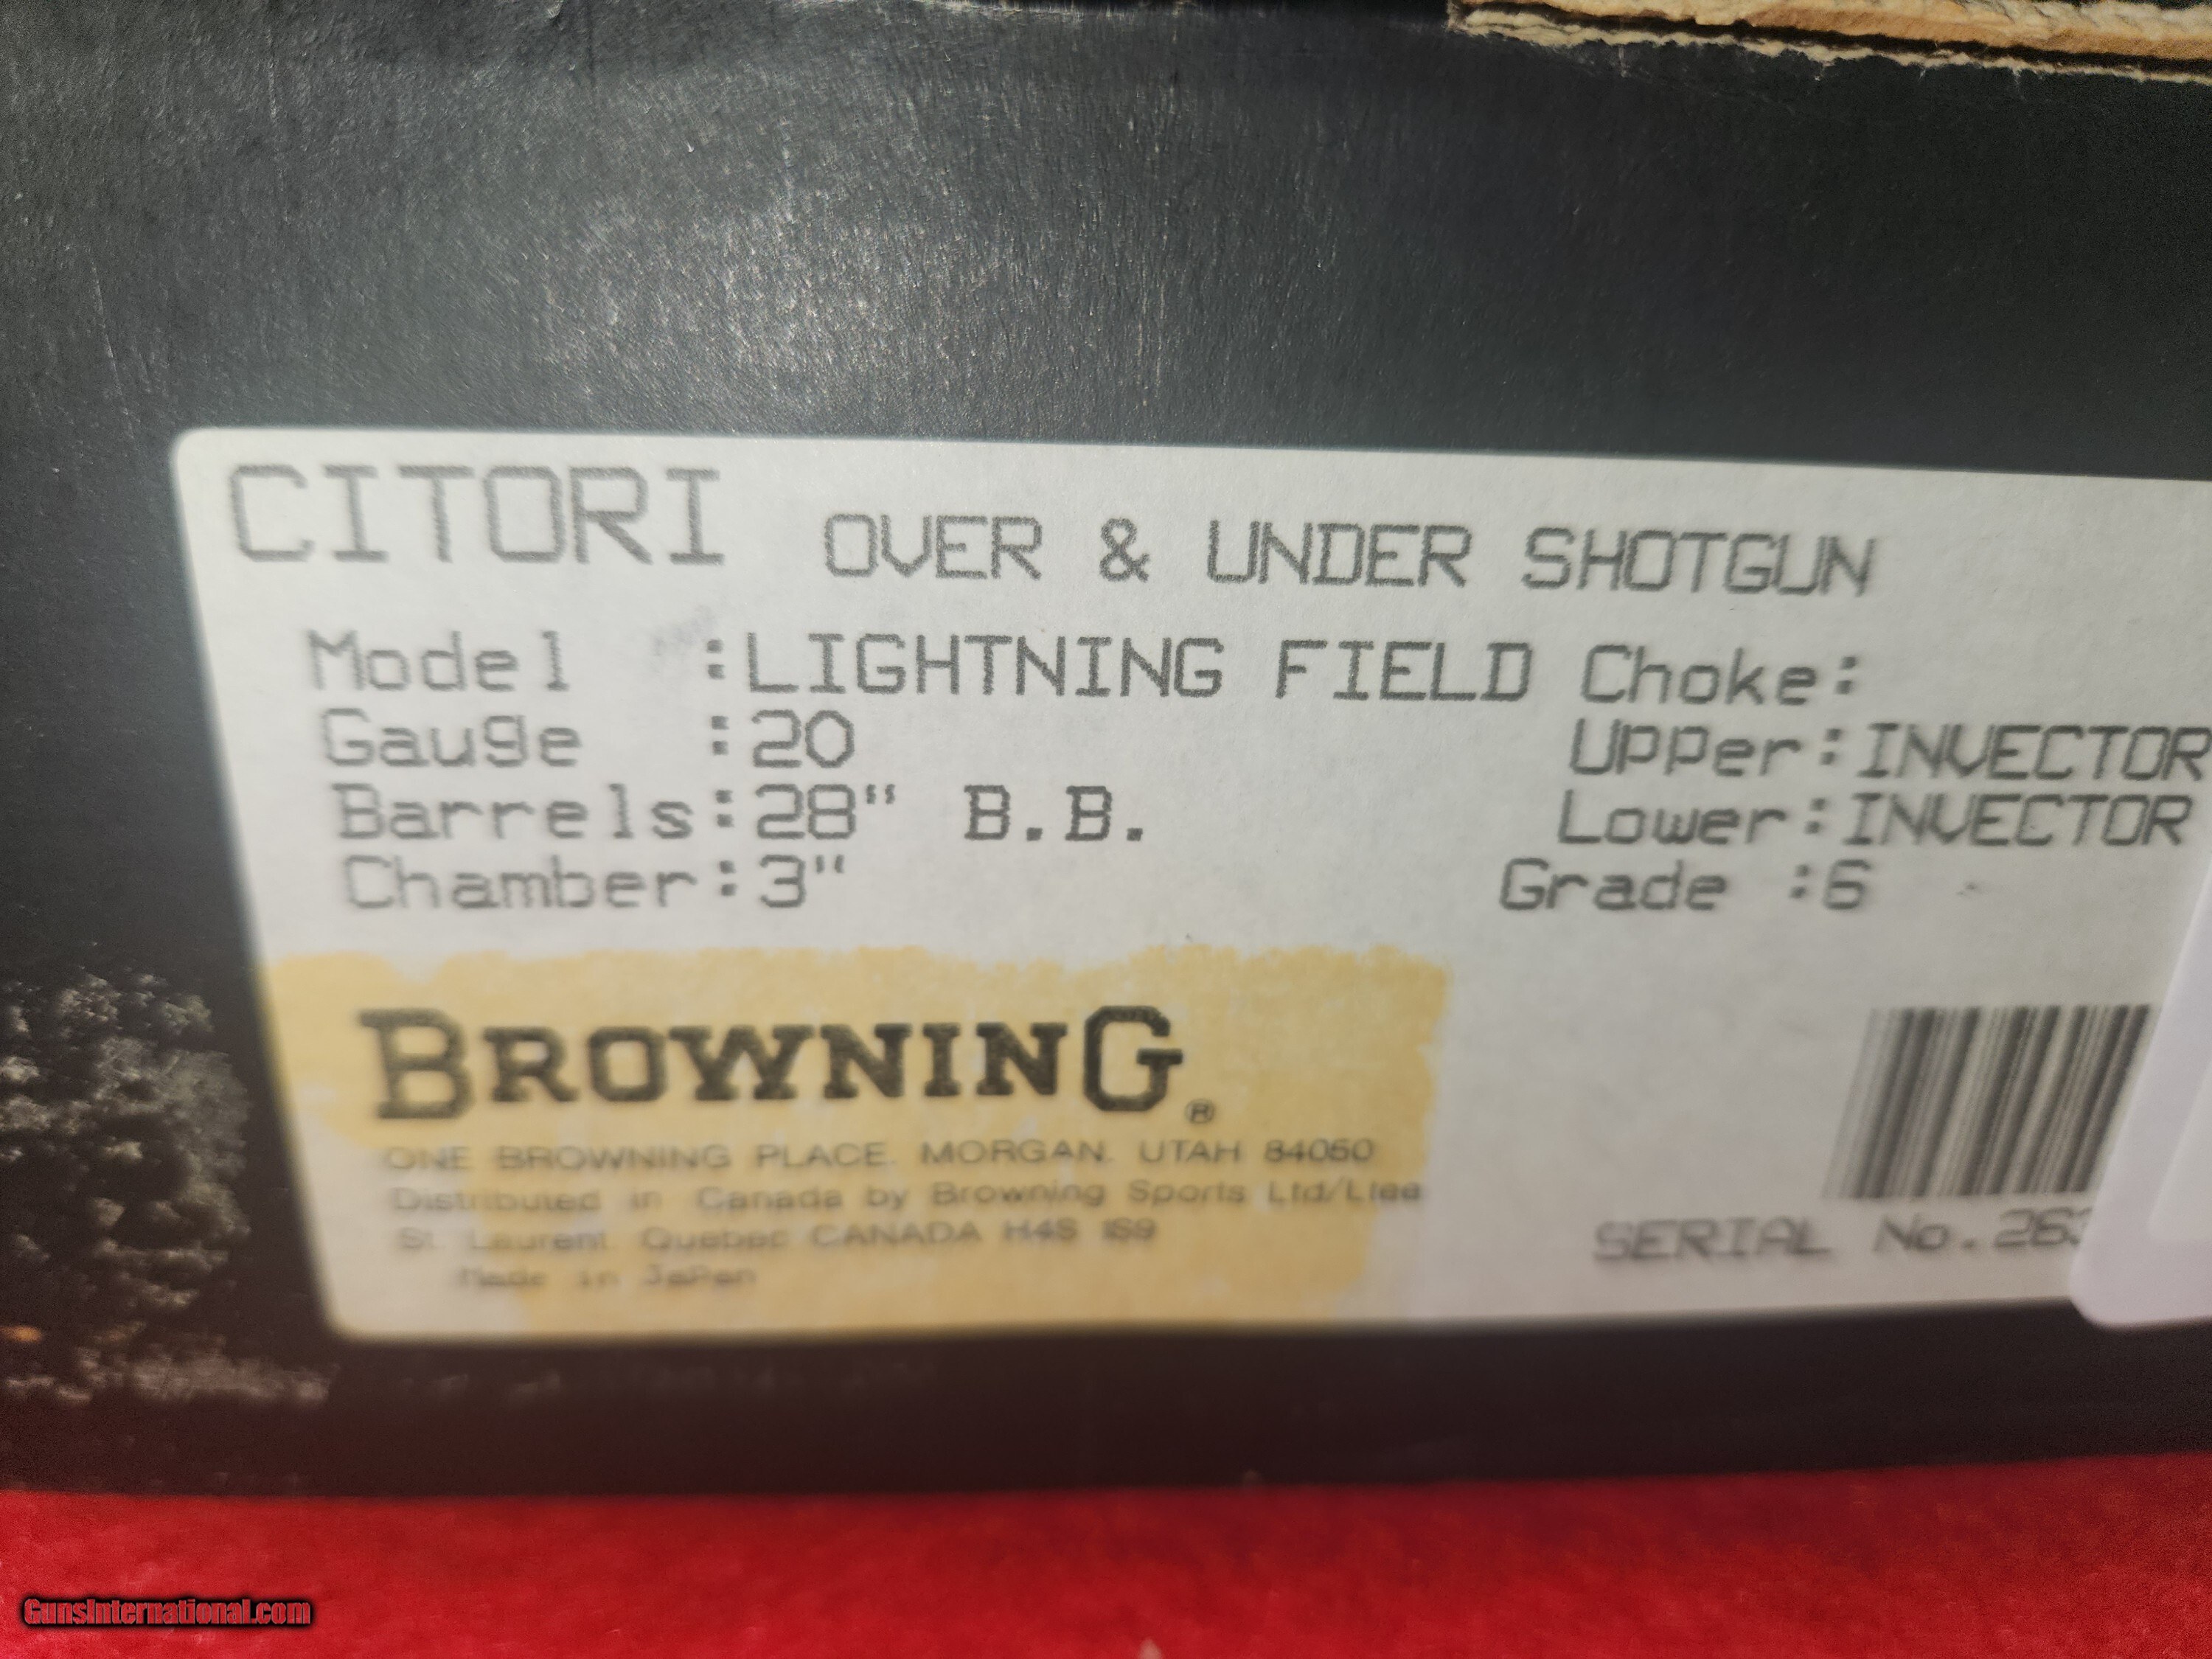 CITORI OVER & UNDER SHOTGUN
Model :LIGHTNING FIELD Choke:
Gauge :20 Upper:INVECTOR
Barrels:28" B.B. Lower:INVECTOR
Chamber:3" Grade :6
BROWNING®
ONE BROWNING PLACE, MORGAN, UTAH 84050
Distributed in Canada by Browning Sports Ltd/Ltee
St. Laurent Quebec CANADA H4S 1S9
Made in Japan
SERIAL No.263
GunsInternational.com